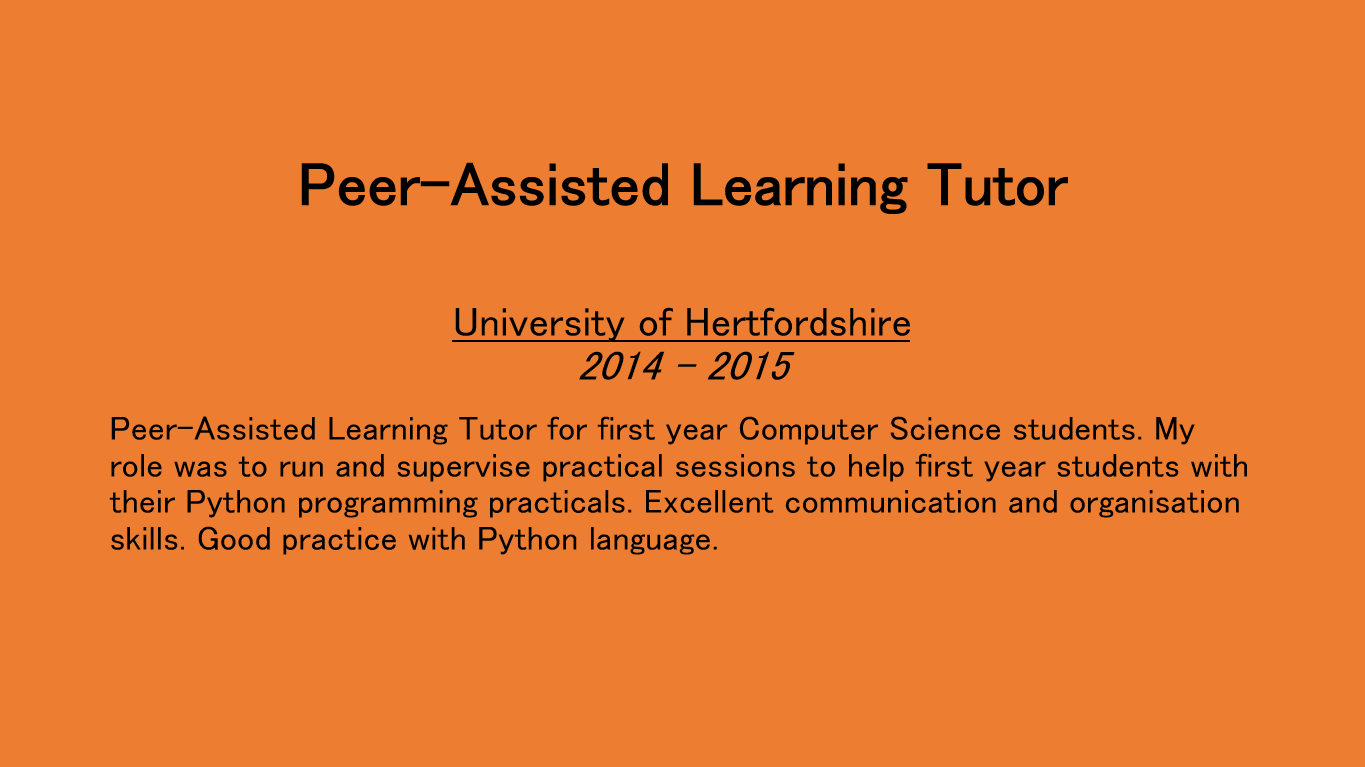 Peer-Assisted Learning Tutor
University of Hertfordshire
2014 - 2015
Peer-Assisted Learning Tutor for first year Computer Science students. My
role was to run and supervise practical sessions to help first year students with
their Python programming practicals. Excellent communication and organisation
skills. Good practice with Python language.